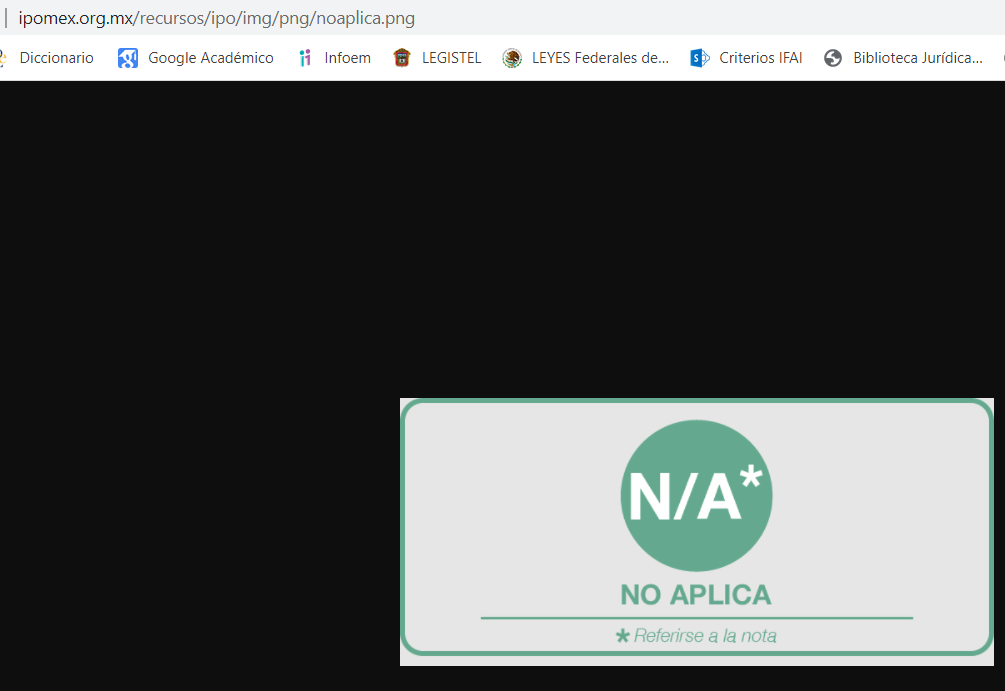 ipomex.org.mx/recursos/ipo/img/png/noaplica.png
Diccionario Google Académico Infoem LEGISTEL LEYES Federales de... Criterios IFAI Biblioteca Jurídica...
N/A*
NO APLICA
* Referirse a la nota